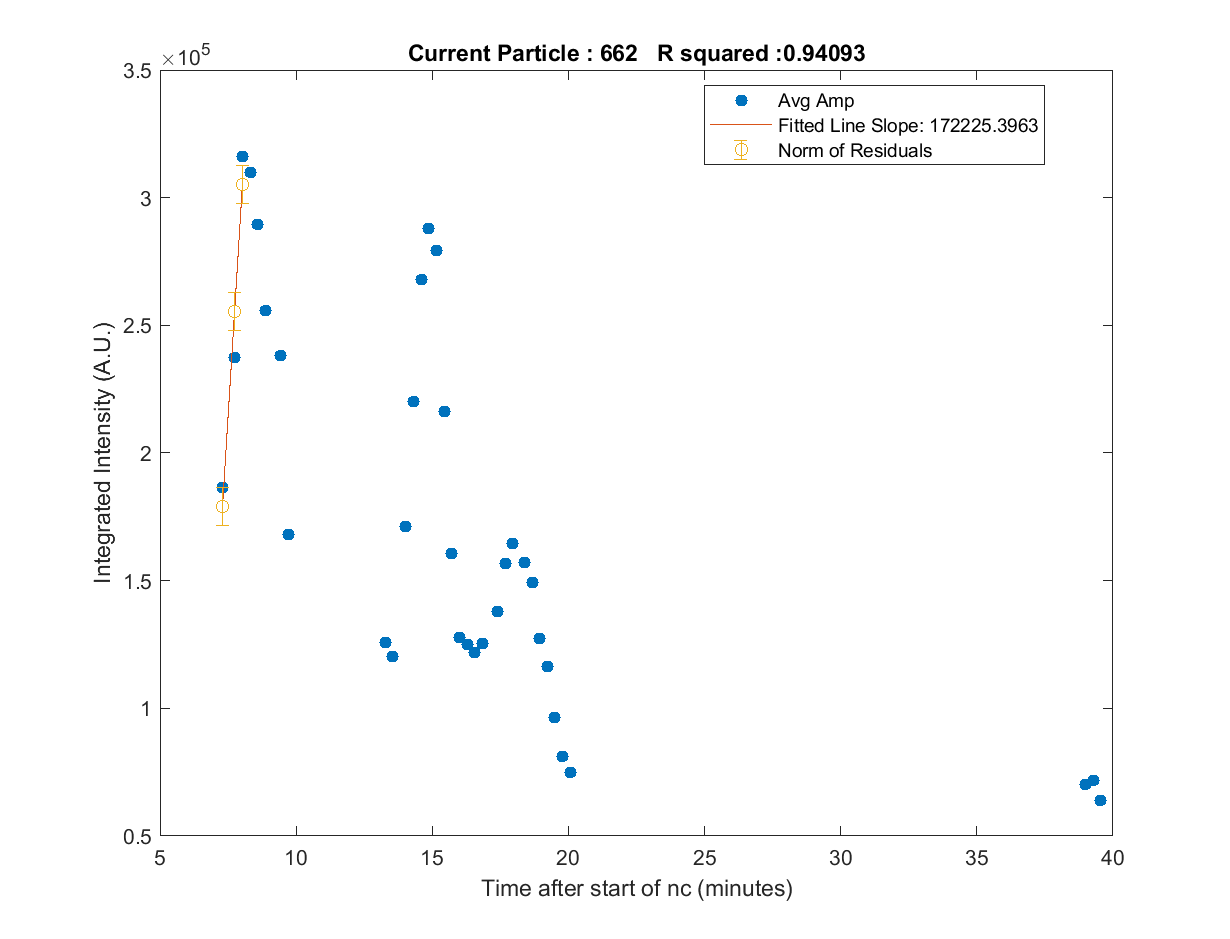 Current Particle : 662   R squared :0.94093
×10^5
3.5
3
2.5
2
1.5
1
0.5
5
10
15
20
25
30
35
40
Integrated Intensity (A.U.)
Time after start of nc (minutes)
Avg Amp
Fitted Line Slope: 172225.3963
Norm of Residuals